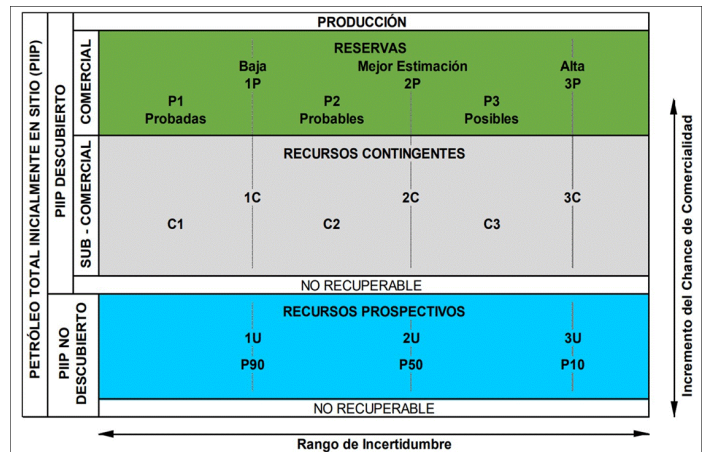 PETRÓLEO TOTAL INICIALMENTE EN SITIO (PIIP)
PIIP DESCUBIERTO
PRODUCCIÓN
COMERCIAL
RESERVAS
Baja Mejor Estimación Alta
1P 2P 3P
P1 P2 P3
Probadas Probables Posibles
SUB - COMERCIAL
RECURSOS CONTINGENTES
1C 2C 3C
C1 C2 C3
NO RECUPERABLE
PIIP NO
DESCUBIERTO
RECURSOS PROSPECTIVOS
1U 2U 3U
P90 P50 P10
NO RECUPERABLE
Rango de Incertidumbre
Incremento del Chance de Comercialidad